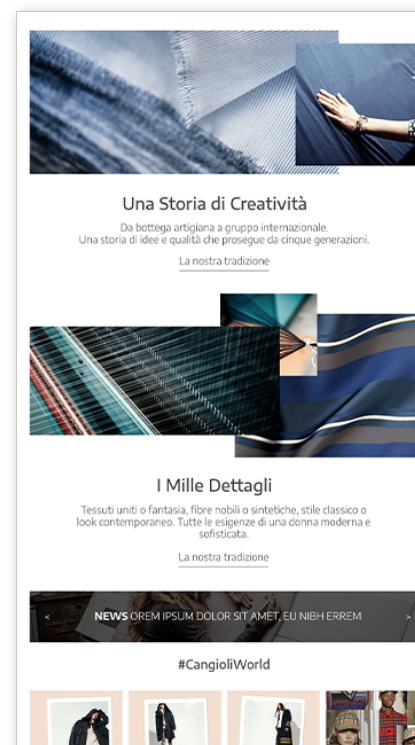 Una Storia di Creatività
Da bottega artigiana a gruppo internazionale.
Una storia di idee e qualità che prosegue da cinque generazioni.
La nostra tradizione
I Mille Dettagli
Tessuti uniti o fantasia, fibre nobili o sintetiche, stile classico o
look contemporaneo. Tutte le esigenze di una donna moderna e
sofisticata.
La nostra tradizione
< NEWS OREM IPSUM DOLOR SIT AMET, EU NIBH ERREM >
#CangioliWorld